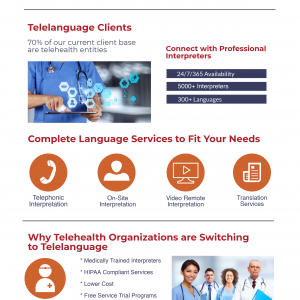 Telelanguage Clients
70% of our current client base
are telehealth entities
Connect with Professional
Interpreters
24/7/365 Availability
5000+ Interpreters
300+ Languages
Complete Language Services to Fit Your Needs
Telephonic
Interpretation
On-Site
Interpretation
Video Remote
Interpretation
Translation
Services
Why Telehealth Organizations are Switching
to Telelanguage
* Medically Trained Interpreters
* HIPAA Compliant Services
* Lower Cost
* Free Service Trial Programs